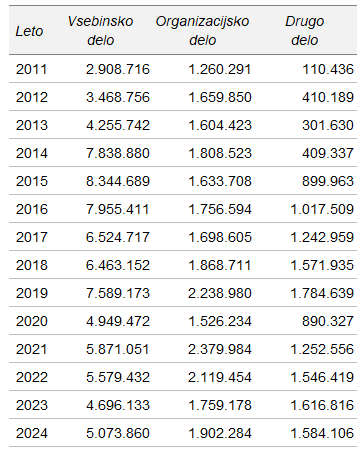 Leto Vsebinsko delo Organizacijsko delo Drugo delo
2011 2.908.716 1.260.291 110.436
2012 3.468.756 1.659.850 410.189
2013 4.255.742 1.604.423 301.630
2014 7.838.880 1.808.523 409.337
2015 8.344.689 1.633.708 899.963
2016 7.955.411 1.756.594 1.017.509
2017 6.524.717 1.698.605 1.242.959
2018 6.463.152 1.868.711 1.571.935
2019 7.589.173 2.238.980 1.784.639
2020 4.949.472 1.526.234 890.327
2021 5.871.051 2.379.984 1.252.556
2022 5.579.432 2.119.454 1.546.419
2023 4.696.133 1.759.178 1.616.816
2024 5.073.860 1.902.284 1.584.106